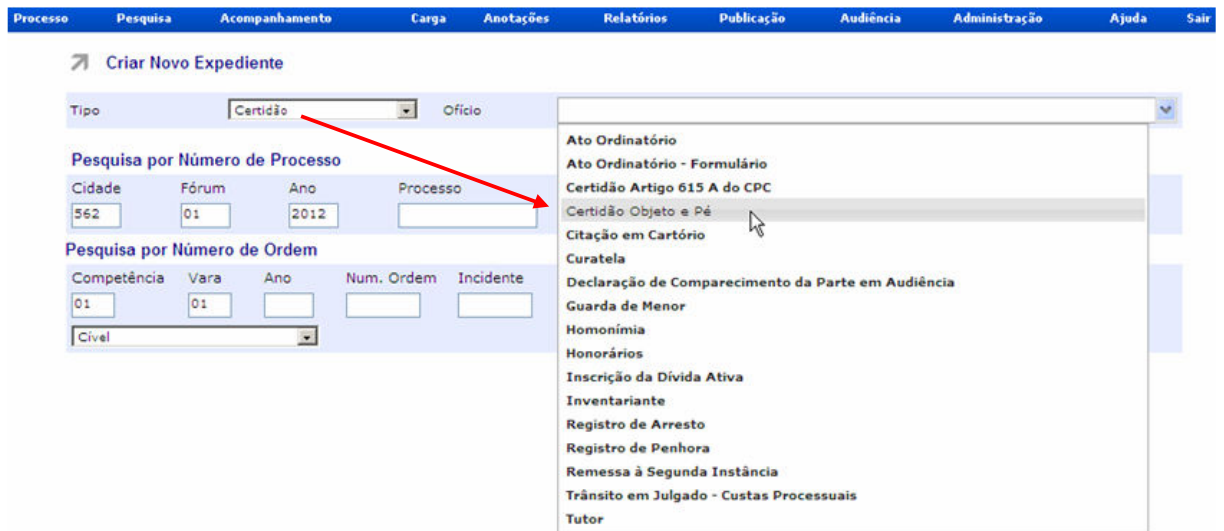 Processo Pesquisa Acompanhamento Carga Anotações Relatórios Publicação Audiência Administração Ajuda Sair
Criar Novo Expediente
Tipo Certidão Ofício
Pesquisa por Número de Processo
Cidade Fórum Ano Processo
562 01 2012
Pesquisa por Número de Ordem
Competência Vara Ano Num. Ordem Incidente
01 01
Cível
Ato Ordinatório
Ato Ordinatório - Formulário
Certidão Artigo 615 A do CPC
Certidão Objeto e Pé
Citação em Cartório
Curatela
Declaração de Comparecimento da Parte em Audiência
Guarda de Menor
Homonímia
Honorários
Inscrição da Dívida Ativa
Inventariante
Registro de Arresto
Registro de Penhora
Remessa à Segunda Instância
Trânsito em Julgado - Custas Processuais
Tutor